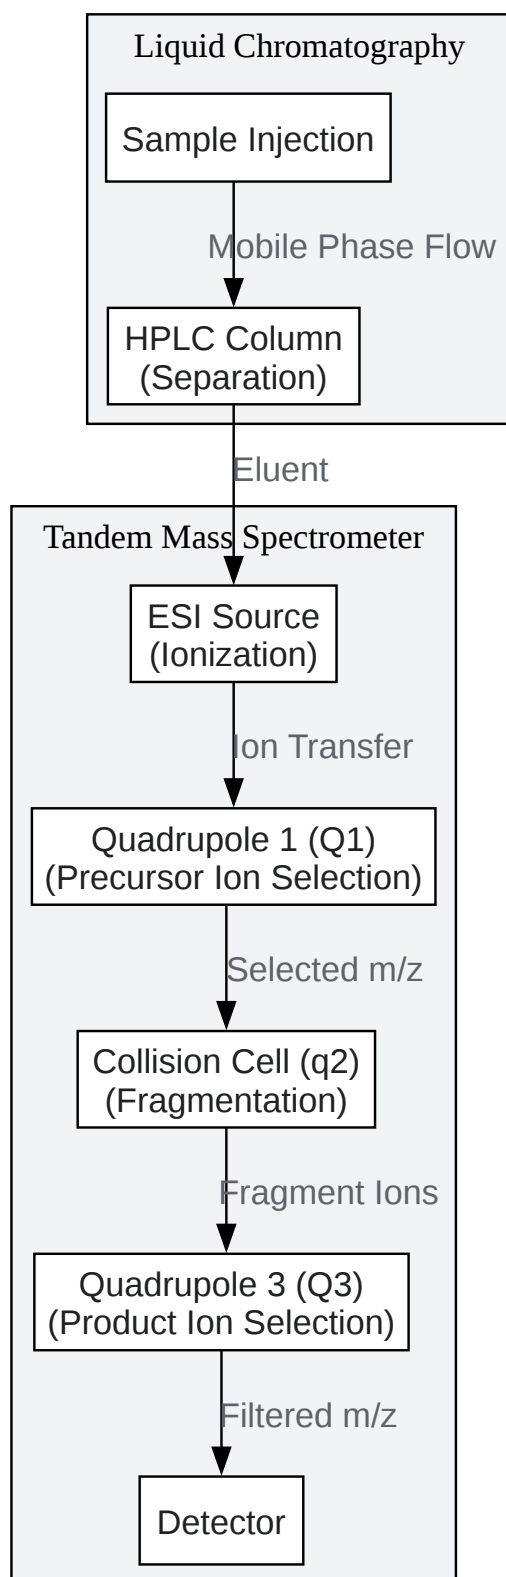 Liquid Chromatography
Sample Injection
Mobile Phase Flow
HPLC Column
(Separation)
Eluent
Tandem Mass Spectrometer
ESI Source
(Ionization)
Ion Transfer
Quadrupole 1 (Q1)
(Precursor Ion Selection)
Selected m/z
Collision Cell (q2)
(Fragmentation)
Fragment Ions
Quadrupole 3 (Q3)
(Product Ion Selection)
Filtered m/z
Detector